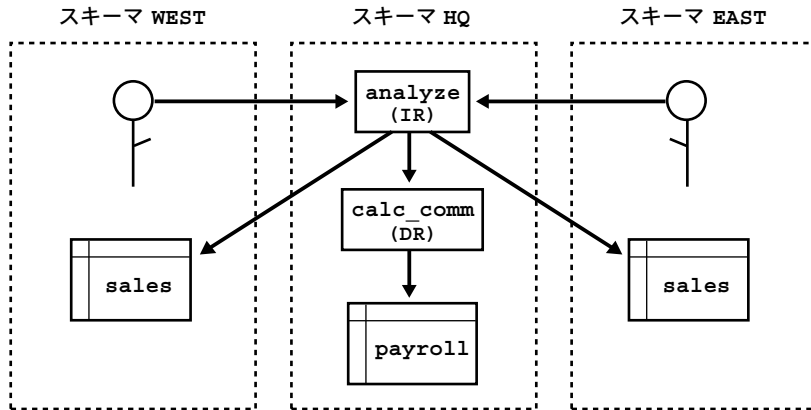 スキーマ WEST
スキーマ HQ
スキーマ EAST
analyze
(IR)
calc_comm
(DR)
sales
sales
payroll